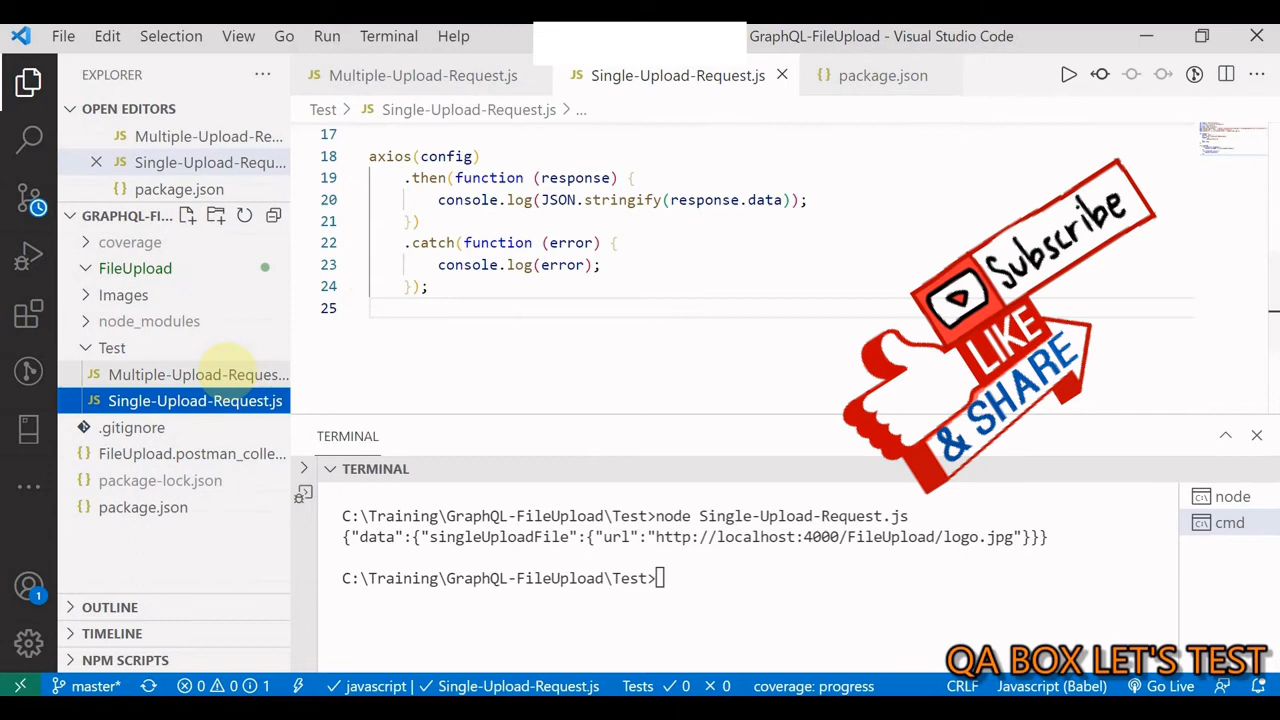 File Edit Selection View Go Run Terminal Help
GraphQL-FileUpload - Visual Studio Code
EXPLORER
OPEN EDITORS
Multiple-Upload-Re...
Single-Upload-Requ...
package.json
GRAPHQL-FI...
coverage
FileUpload
Images
node_modules
Test
JS Multiple-Upload-Reques...
JS Single-Upload-Request.js
.gitignore
{} FileUpload.postman_colle...
{} package-lock.json
{} package.json
OUTLINE
TIMELINE
NPM SCRIPTS
JS Multiple-Upload-Request.js
JS Single-Upload-Request.js
{} package.json
Test > JS Single-Upload-Request.js > ...
17
18 axios(config)
19 .then(function (response) {
20 console.log(JSON.stringify(response.data));
21 })
22 .catch(function (error) {
23 console.log(error);
24 });
25
Subscribe
LIKE
& SHARE
TERMINAL
TERMINAL
C:\Training\GraphQL-FileUpload\Test>node Single-Upload-Request.js
{"data":{"singleUploadFile":{"url":"http://localhost:4000/FileUpload/logo.jpg"}}}
C:\Training\GraphQL-FileUpload\Test>
node
cmd
QA BOX LET'S TEST
1
master* 0 0 1 javascript | Single-Upload-Request.js Tests 0 0 coverage: progress CRLF Javascript (Babel) Go Live